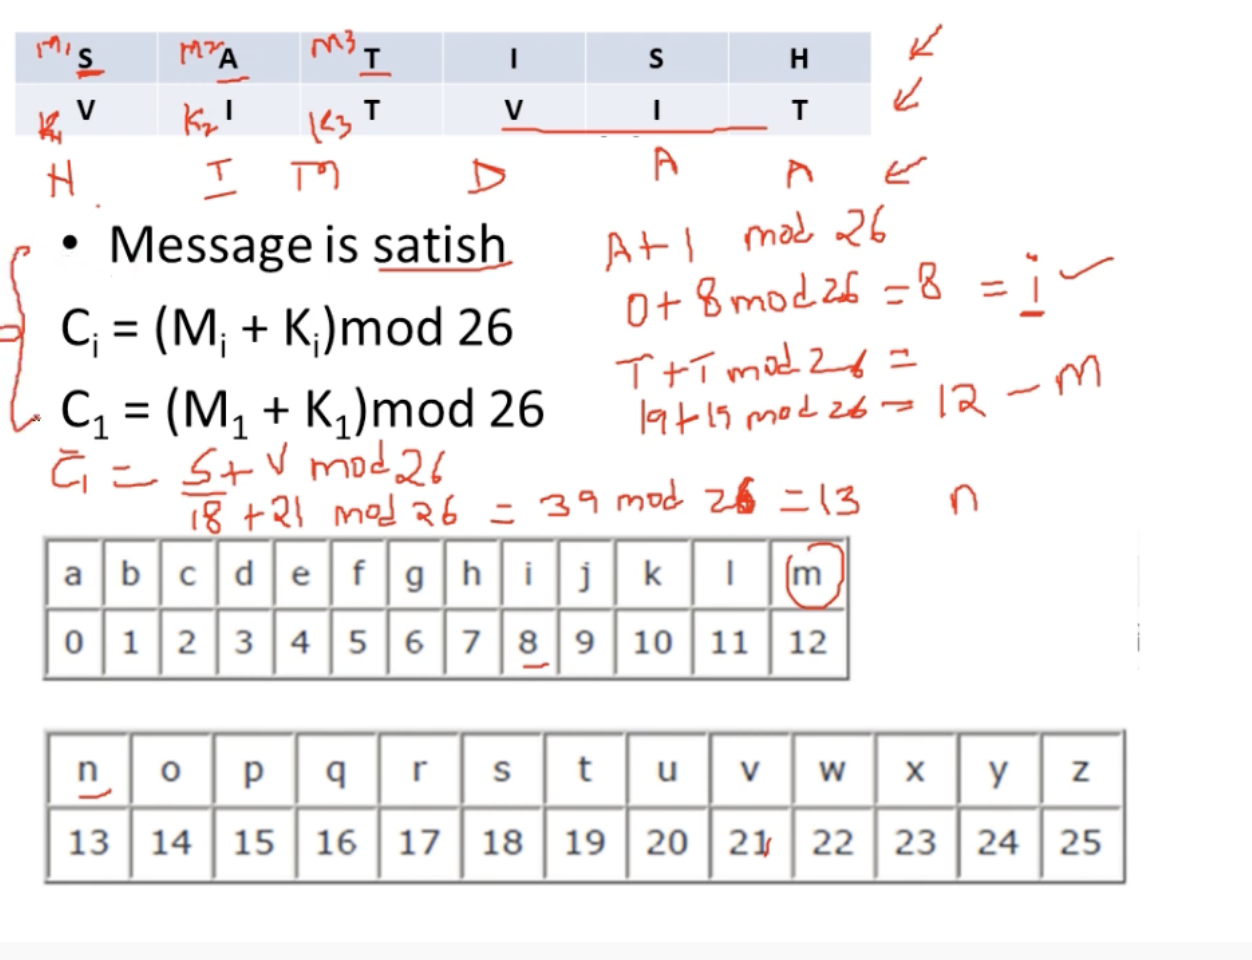 M1 S M2 A M3 T I S H
K1 V K2 I K3 T V I T
H I M D A A
• Message is satish
A + I mod 26
Ci = (Mi + Ki)mod 26
0 + 8 mod 26 = 8 = i ✓
T + T mod 26 =
C1 = (M1 + K1)mod 26
19 + 19 mod 26 = 12 - M
C1 = S + V mod 26
18 + 21 mod 26 = 39 mod 26 = 13 n
a b c d e f g h i j k l m
0 1 2 3 4 5 6 7 8 9 10 11 12
n o p q r s t u v w x y z
13 14 15 16 17 18 19 20 21 22 23 24 25